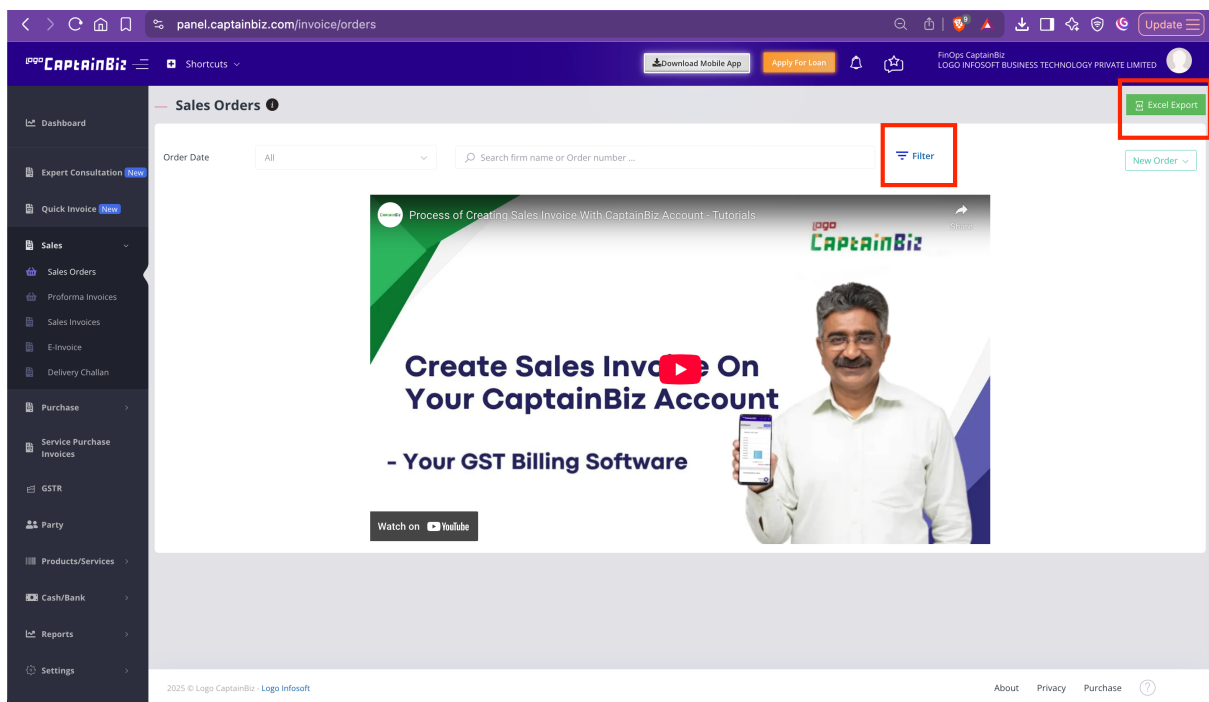 panel.captainbiz.com/invoice/orders
9
Update
LOGO CaptainBiz
Shortcuts
Download Mobile App
Apply For Loan
FinOps CaptainBiz
LOGO INFOSOFT BUSINESS TECHNOLOGY PRIVATE LIMITED
Dashboard
Expert Consultation New
Quick Invoice New
Sales
Sales Orders
Proforma Invoices
Sales Invoices
E-Invoice
Delivery Challan
Purchase
Service Purchase
Invoices
GSTR
Party
Products/Services
Cash/Bank
Reports
Settings
Sales Orders
Excel Export
Order Date
All
Search firm name or Order number ...
Filter
New Order
CaptainBiz
Process of Creating Sales Invoice With CaptainBiz Account - Tutorials
Share
LOGO
CaptainBiz
Create Sales Invoice On
Your CaptainBiz Account
- Your GST Billing Software
Watch on YouTube
2025 © Logo CaptainBiz - Logo Infosoft
About Privacy Purchase ?